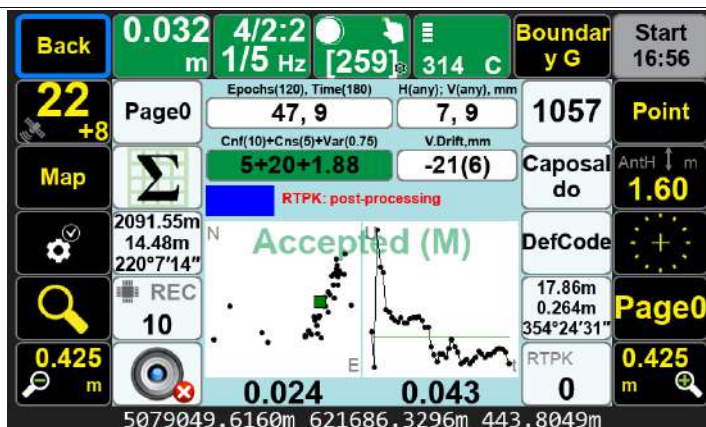 Back
0.032
m
4/2:2
1/5 Hz
[259]
314 C
Boundar
y G
Start
16:56
22
+8
Page0
Epochs(120), Time(180)
47, 9
H(any); V(any), mm
7, 9
1057
Point
Cnf(10)+Cns(5)+Var(0.75)
5+20+1.88
V.Drift,mm
-21(6)
Map
Σ
Caposal
do
AntH m
1.60
RTPK: post-processing
2091.55m
14.48m
220°7'14"
N
Accepted (M)
U
DefCode
REC
10
17.86m
0.264m
354°24'31"
Page0
0.425
m
E
t
RTPK
0
0.425
m
0.024
0.043
5079049.6160m 621686.3296m 443.8049m